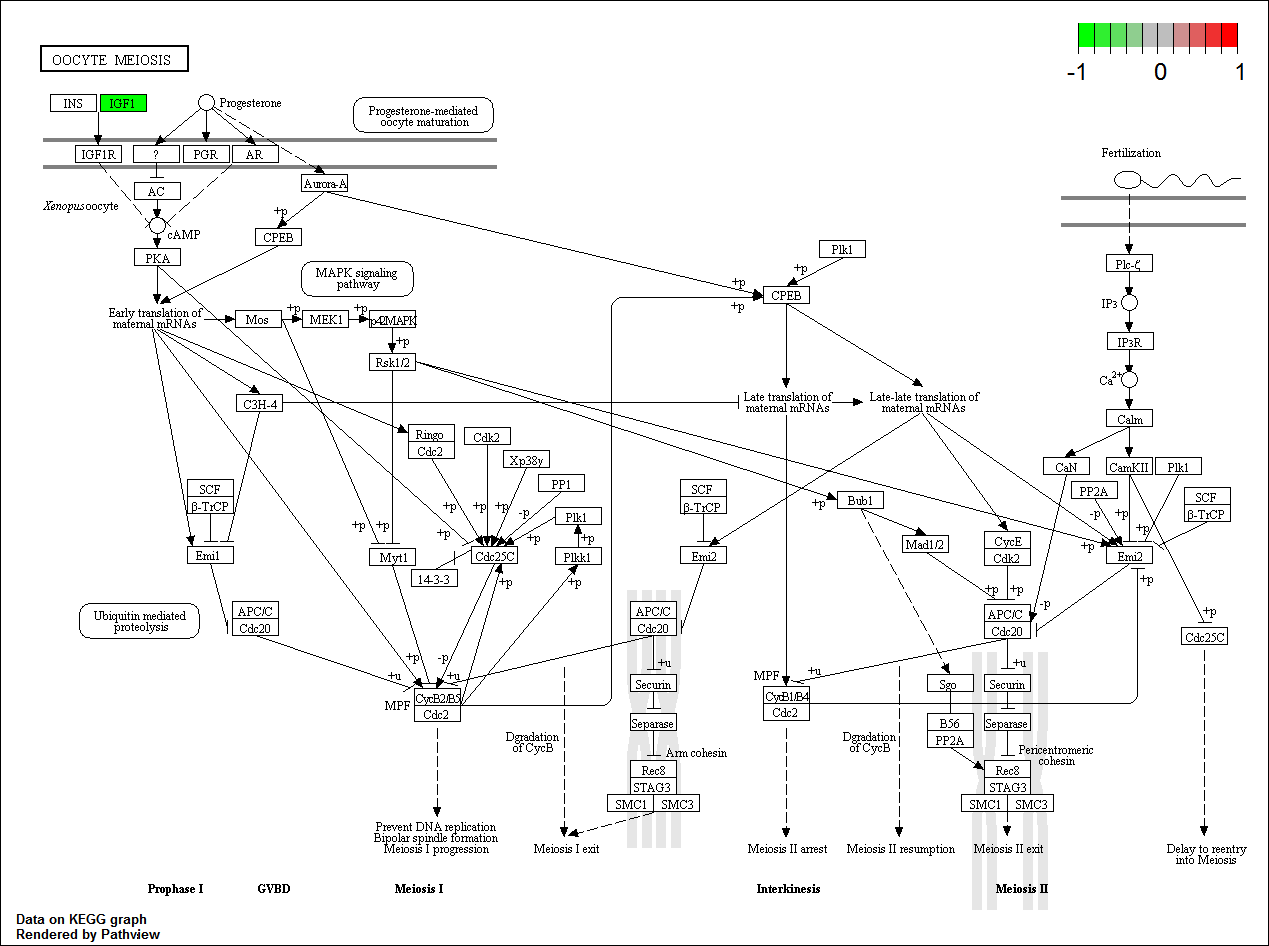 OOCYTE MEIOSIS
-1 0 1
INS IGF1 Progesterone
Progesterone-mediated
oocyte maturation
IGF1R ? PGR AR
Fertilization
AC Aurora-A
Xenopus oocyte
+p
cAMP
CPEB
PKA
Plk1
Plc-ζ
MAPK signaling
pathway
+p
+p
CPEB
+p
IP3
Early translation of
maternal mRNAs
Mos +p MEK1 +p p42MAPK
+p
Rsk1/2
IP3R
Ca2+
C3H-4
Late translation of
maternal mRNAs
Late-late translation of
maternal mRNAs
Calm
Ringo
Cdc2
Cdk2
Xp38γ
PP1
CaN CamKII Plk1
SCF
β-TrCP
Plk1
SCF
β-TrCP
Bub1
+p
PP2A
SCF
β-TrCP
+p +p +p +p +p -p
+p -p +p
+p +p
Emi1
Myt1
Cdc25C
Plkk1
Emi2
Mad1/2
CycE
Cdk2
+p
Emi2
14-3-3
+p +p
+p +p
+p
Ubiquitin mediated
proteolysis
APC/C
Cdc20
APC/C
Cdc20
APC/C
Cdc20
-p
+p
Cdc25C
+u +p -p +u
+u
+u
+u
MPF
CycB2/B5
Cdc2
Securin
MPF
CycB1/B4
Cdc2
Sgo
Securin
Separase
B56
PP2A
Separase
Dgradation
of CycB
Arm cohesin
Dgradation
of CycB
Pericentromeric
cohesin
Rec8
STAG3
SMC1 SMC3
Rec8
STAG3
SMC1 SMC3
Prevent DNA replication
Bipolar spindle formation
Meiosis I progression
Meiosis I exit
Meiosis II arrest
Meiosis II resumption
Meiosis II exit
Delay to reentry
into Meiosis
Prophase I GVBD Meiosis I Interkinesis Meiosis II
Data on KEGG graph
Rendered by Pathview